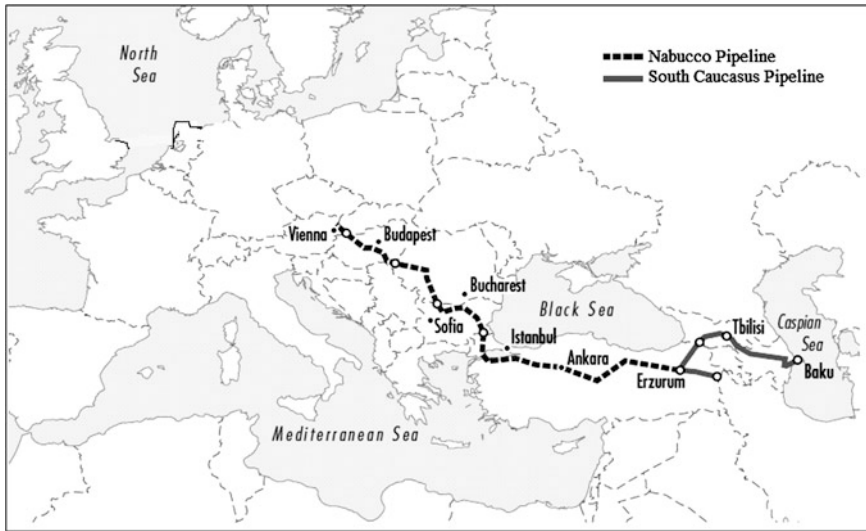 North
Sea
Nabucco Pipeline
South Caucasus Pipeline
Vienna
Budapest
Bucharest
Black Sea
Sofia
Istanbul
Tbilisi
Caspian
Sea
Ankara
Erzurum
Baku
Mediterranean Sea